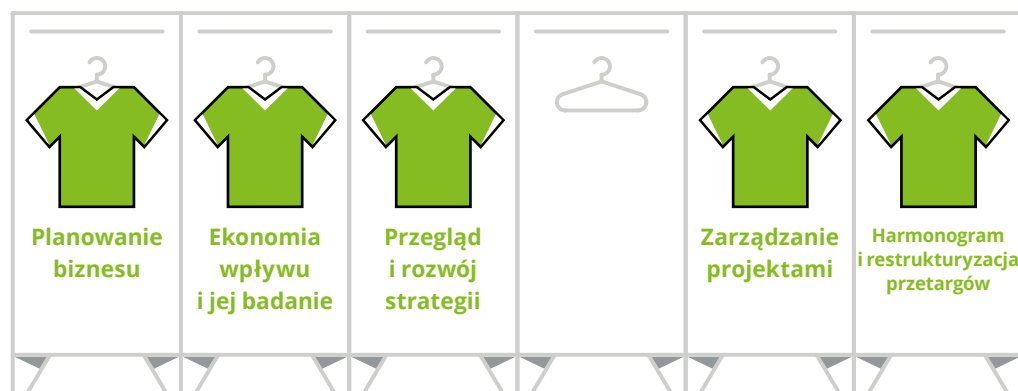 Planowanie
biznesu
Ekonomia
wpływu
i jej badanie
Przegląd
i rozwój
strategii
Zarządzanie
projektami
Harmonogram
i restrukturyzacja
przetargów